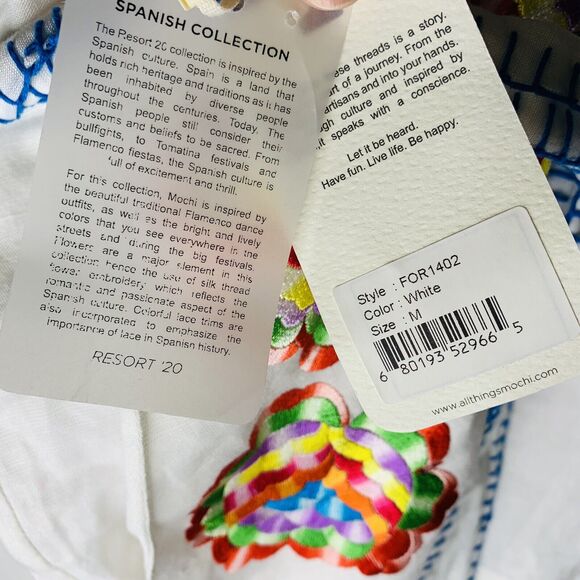 SPANISH COLLECTION
The Resort 20 collection is inspired by the
Spanish culture. Spain is a land that
holds rich heritage and traditions as it has
been inhabited by diverse people
throughout the centuries. Today. The
Spanish people still consider their
customs and beliefs to be sacred. From
bullfights, to Tomatina festivals and
Flamenco fiestas, the Spanish culture is
full of excitement and thrill.
For this collection, Mochi is inspired by
the beautiful traditional Flamenco dance
outfits, as well as the bright and lively
colors that you see everywhere in the
streets and during the big festivals.
Flowers are a major element in this
collection hence the use of silk thread
flower embroidery which reflects the
romantic and passionate aspect of the
Spanish culture. Colorful lace trims are
also incorporated to emphasize the
importance of lace in Spanish history.
RESORT '20
ese threads is a story.
rt of a journey. From the
artisans and into your hands.
gh culture and inspired by
it speaks with a conscience.
Let it be heard.
Have fun. Live life. Be happy.
Style : FOR1402
Color : White
Size : M
6 80193 52966 5
www.allthingsmochi.com